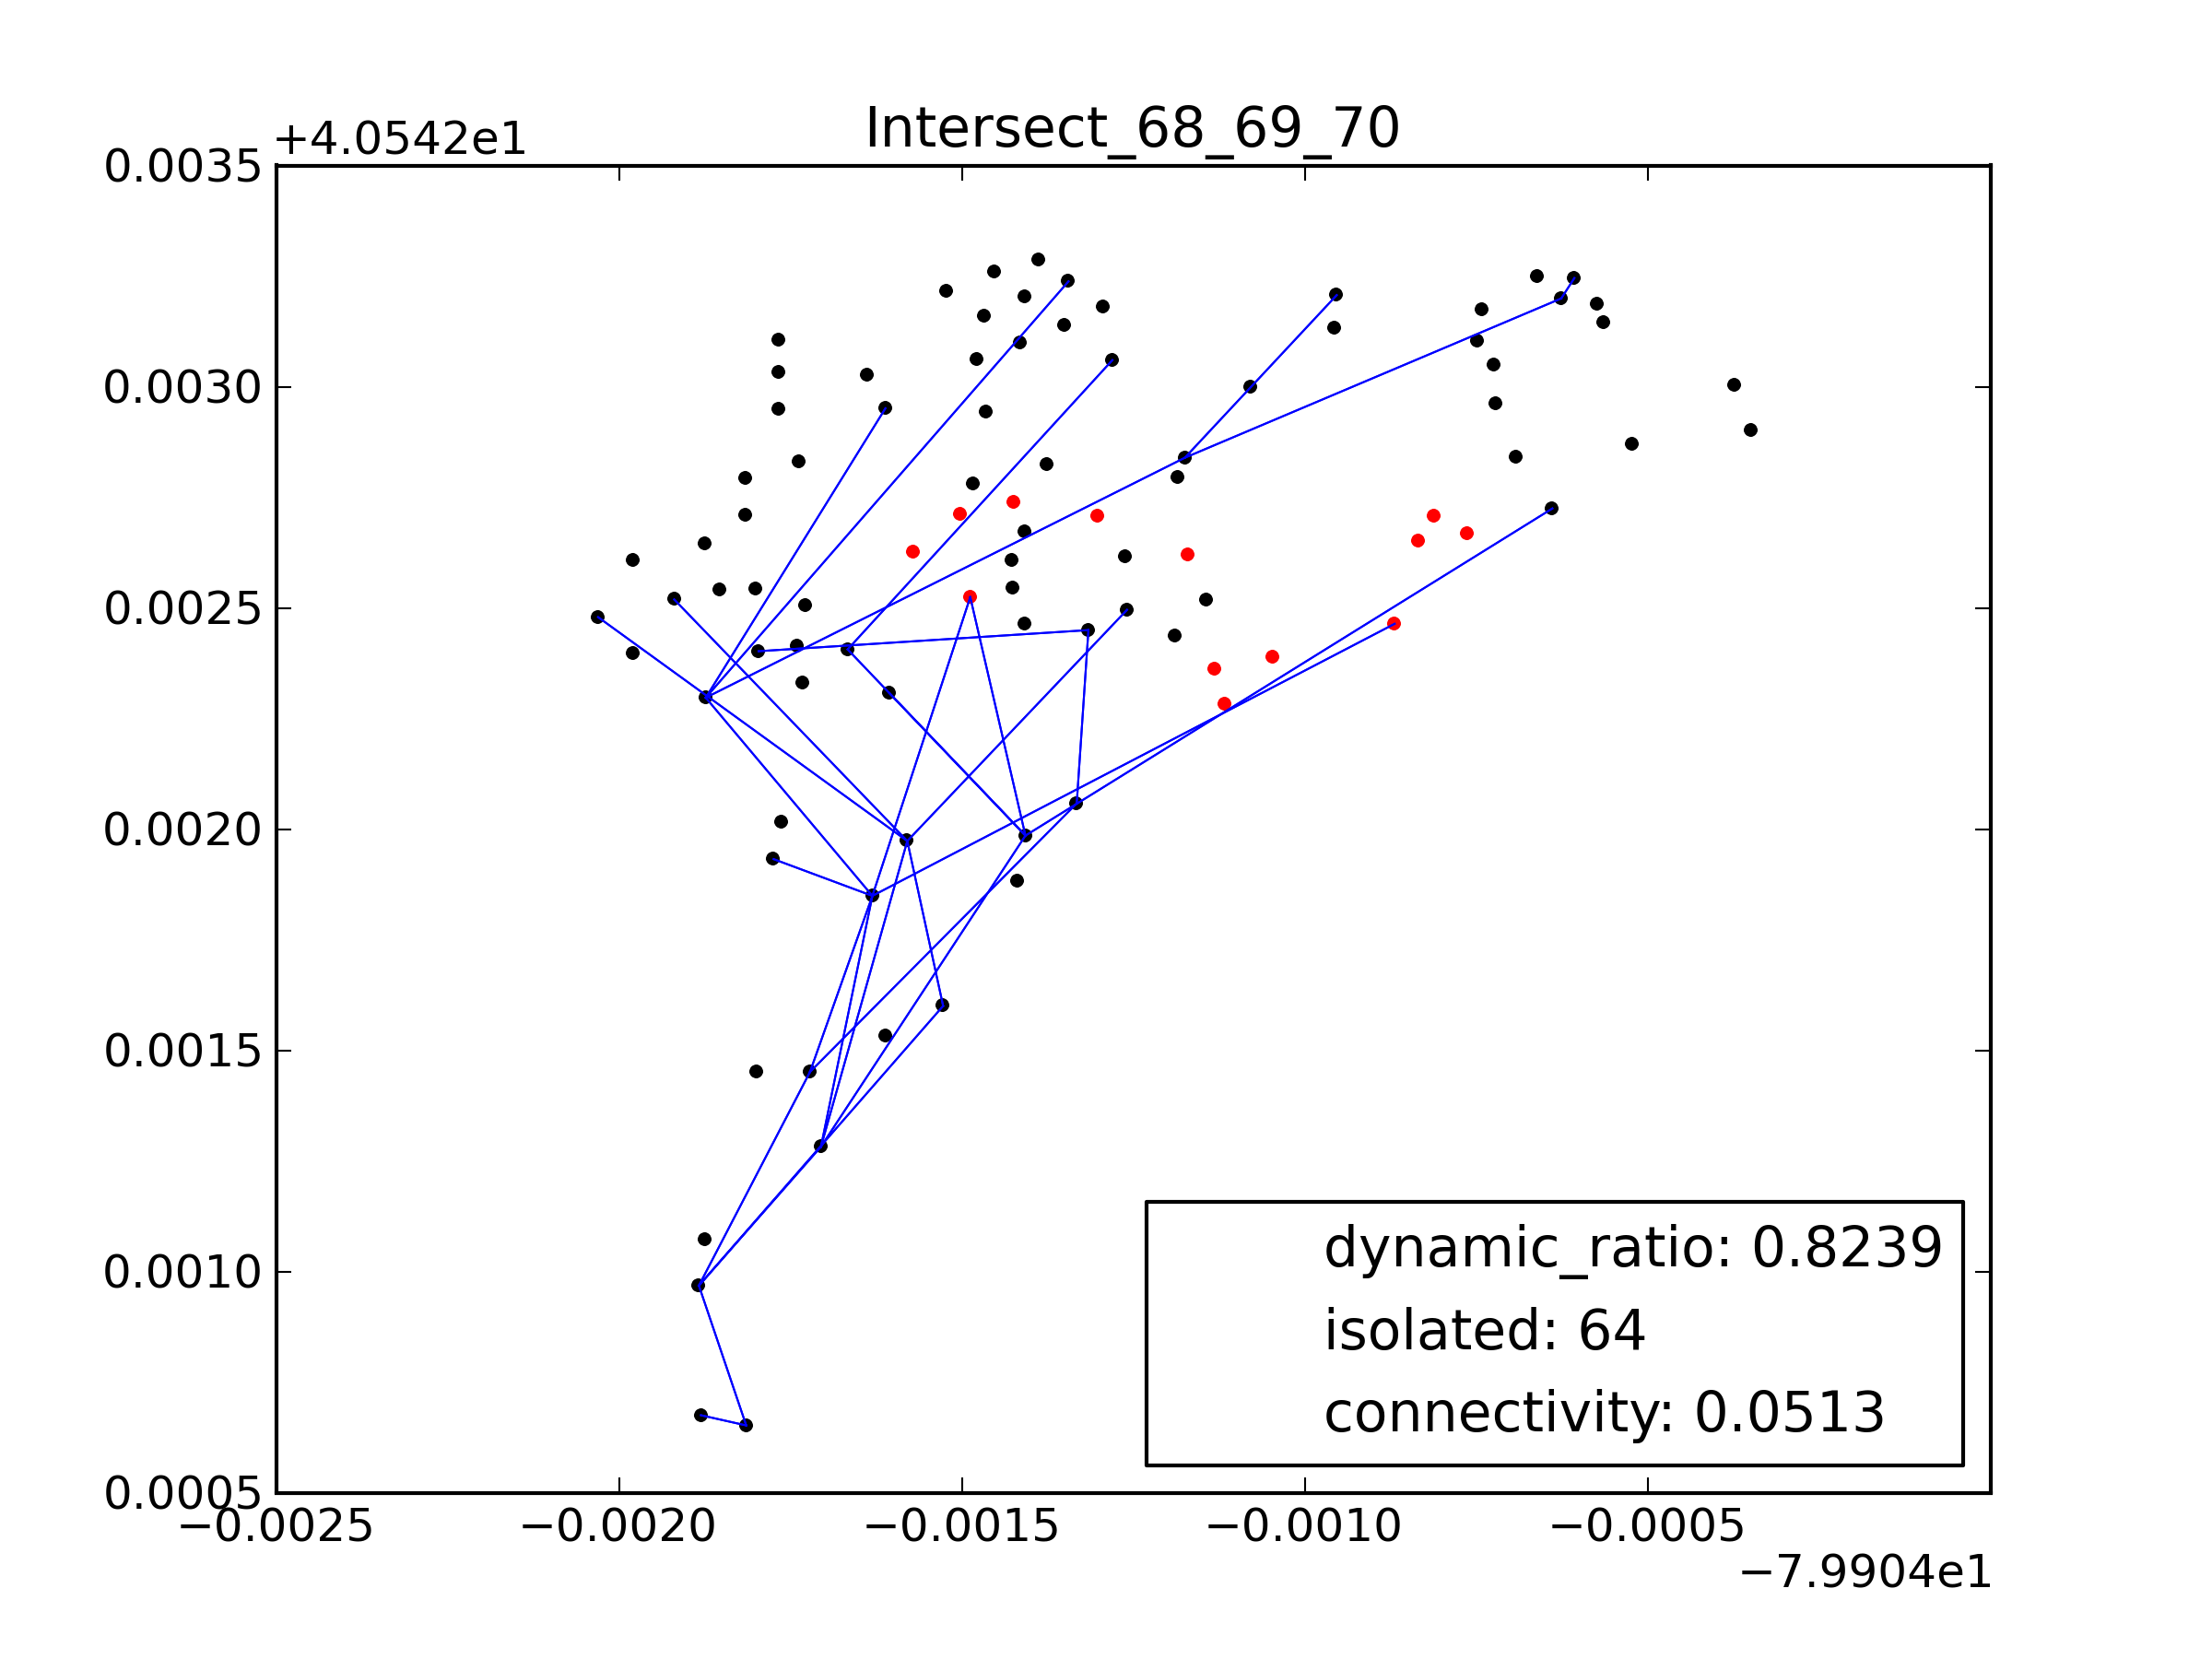 Intersect_68_69_70
+4.0542e1
0.0035
0.0030
0.0025
0.0020
0.0015
0.0010
0.0005
−0.0025 −0.0020 −0.0015 −0.0010 −0.0005
−7.9904e1
dynamic_ratio: 0.8239
isolated: 64
connectivity: 0.0513